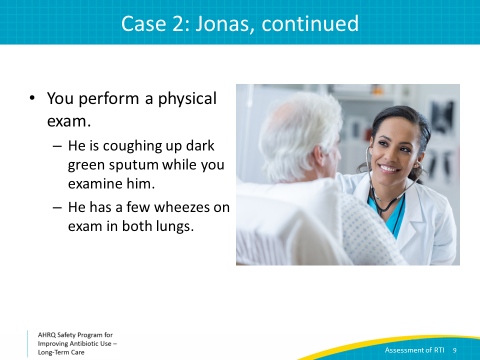 Case 2: Jonas, continued
• You perform a physical
exam.
– He is coughing up dark
green sputum while you
examine him.
– He has a few wheezes on
exam in both lungs.
AHRQ Safety Program for
Improving Antibiotic Use –
Long-Term Care
Assessment of RTI 9